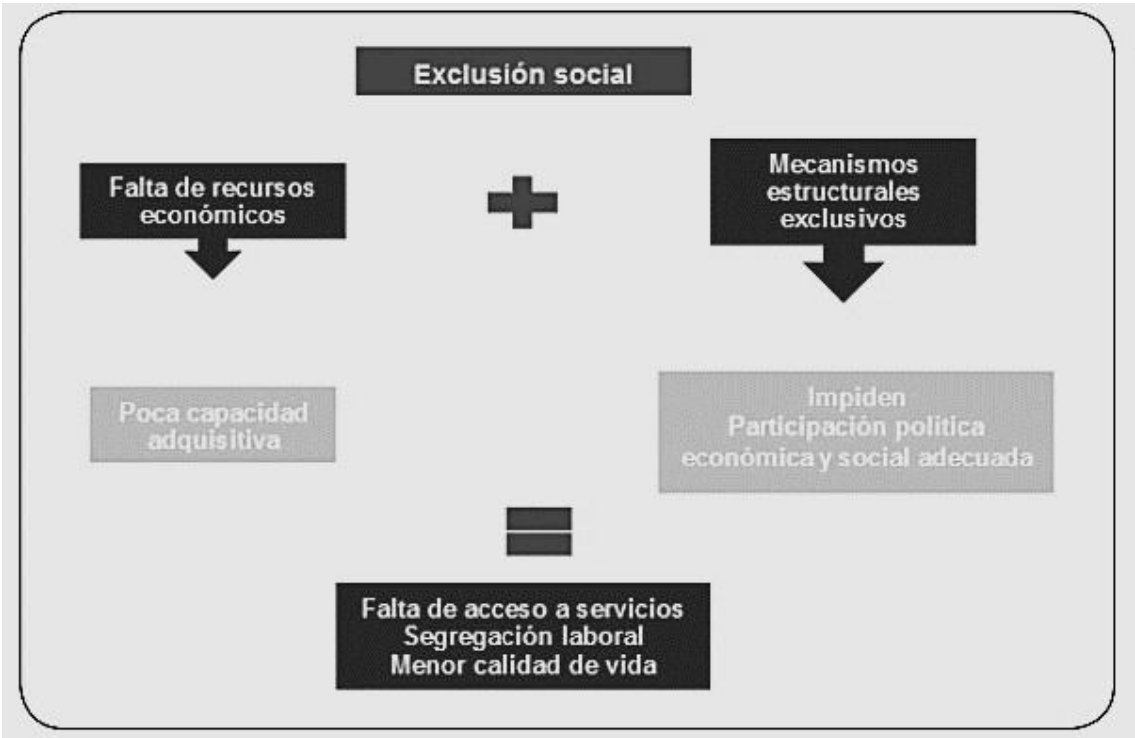 Exclusión social
Falta de recursos
económicos
Mecanismos
estructurales
exclusivos
Poca capacidad
adquisitiva
Impiden
Participación politica
económica y social adecuada
Falta de acceso a servicios
Segregación laboral
Menor calidad de vida